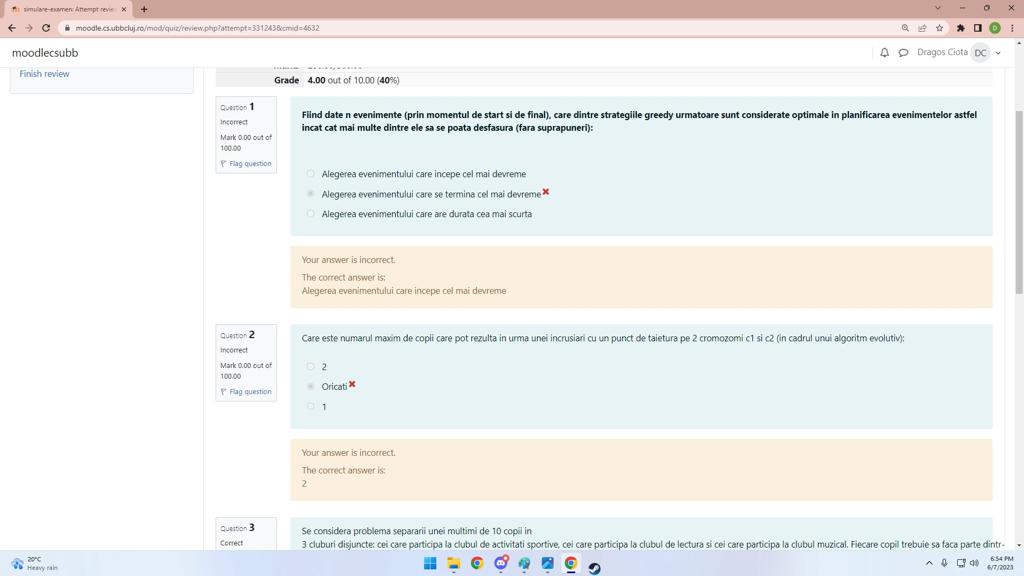 simulare-examen: Attempt review
moodle.cs.ubbcluj.ro/mod/quiz/review.php?attempt=331243&cmid=4632
moodlecsubb
Dragos Ciota DC
Finish review
Grade 4.00 out of 10.00 (40%)
Question 1
Incorrect
Mark 0.00 out of
100.00
Flag question
Fiind date n evenimente (prin momentul de start si de final), care dintre strategiile greedy urmatoare sunt considerate optimale in planificarea evenimentelor astfel
incat cat mai multe dintre ele sa se poata desfasura (fara suprapuneri):
Alegerea evenimentului care incepe cel mai devreme
Alegerea evenimentului care se termina cel mai devreme
Alegerea evenimentului care are durata cea mai scurta
Your answer is incorrect.
The correct answer is:
Alegerea evenimentului care incepe cel mai devreme
Question 2
Incorrect
Mark 0.00 out of
100.00
Flag question
Care este numarul maxim de copii care pot rezulta in urma unei incrusiari cu un punct de taietura pe 2 cromozomi c1 si c2 (in cadrul unui algoritm evolutiv):
2
Oricati
1
Your answer is incorrect.
The correct answer is:
2
Question 3
Correct
Se considera problema separarii unei multimi de 10 copii in
3 cluburi disjuncte: cei care participa la clubul de activitati sportive, cei care participa la clubul de lectura si cei care participa la clubul muzical. Fiecare copil trebuie sa faca parte dintr-
20°C
Heavy rain
6:54 PM
6/7/2023